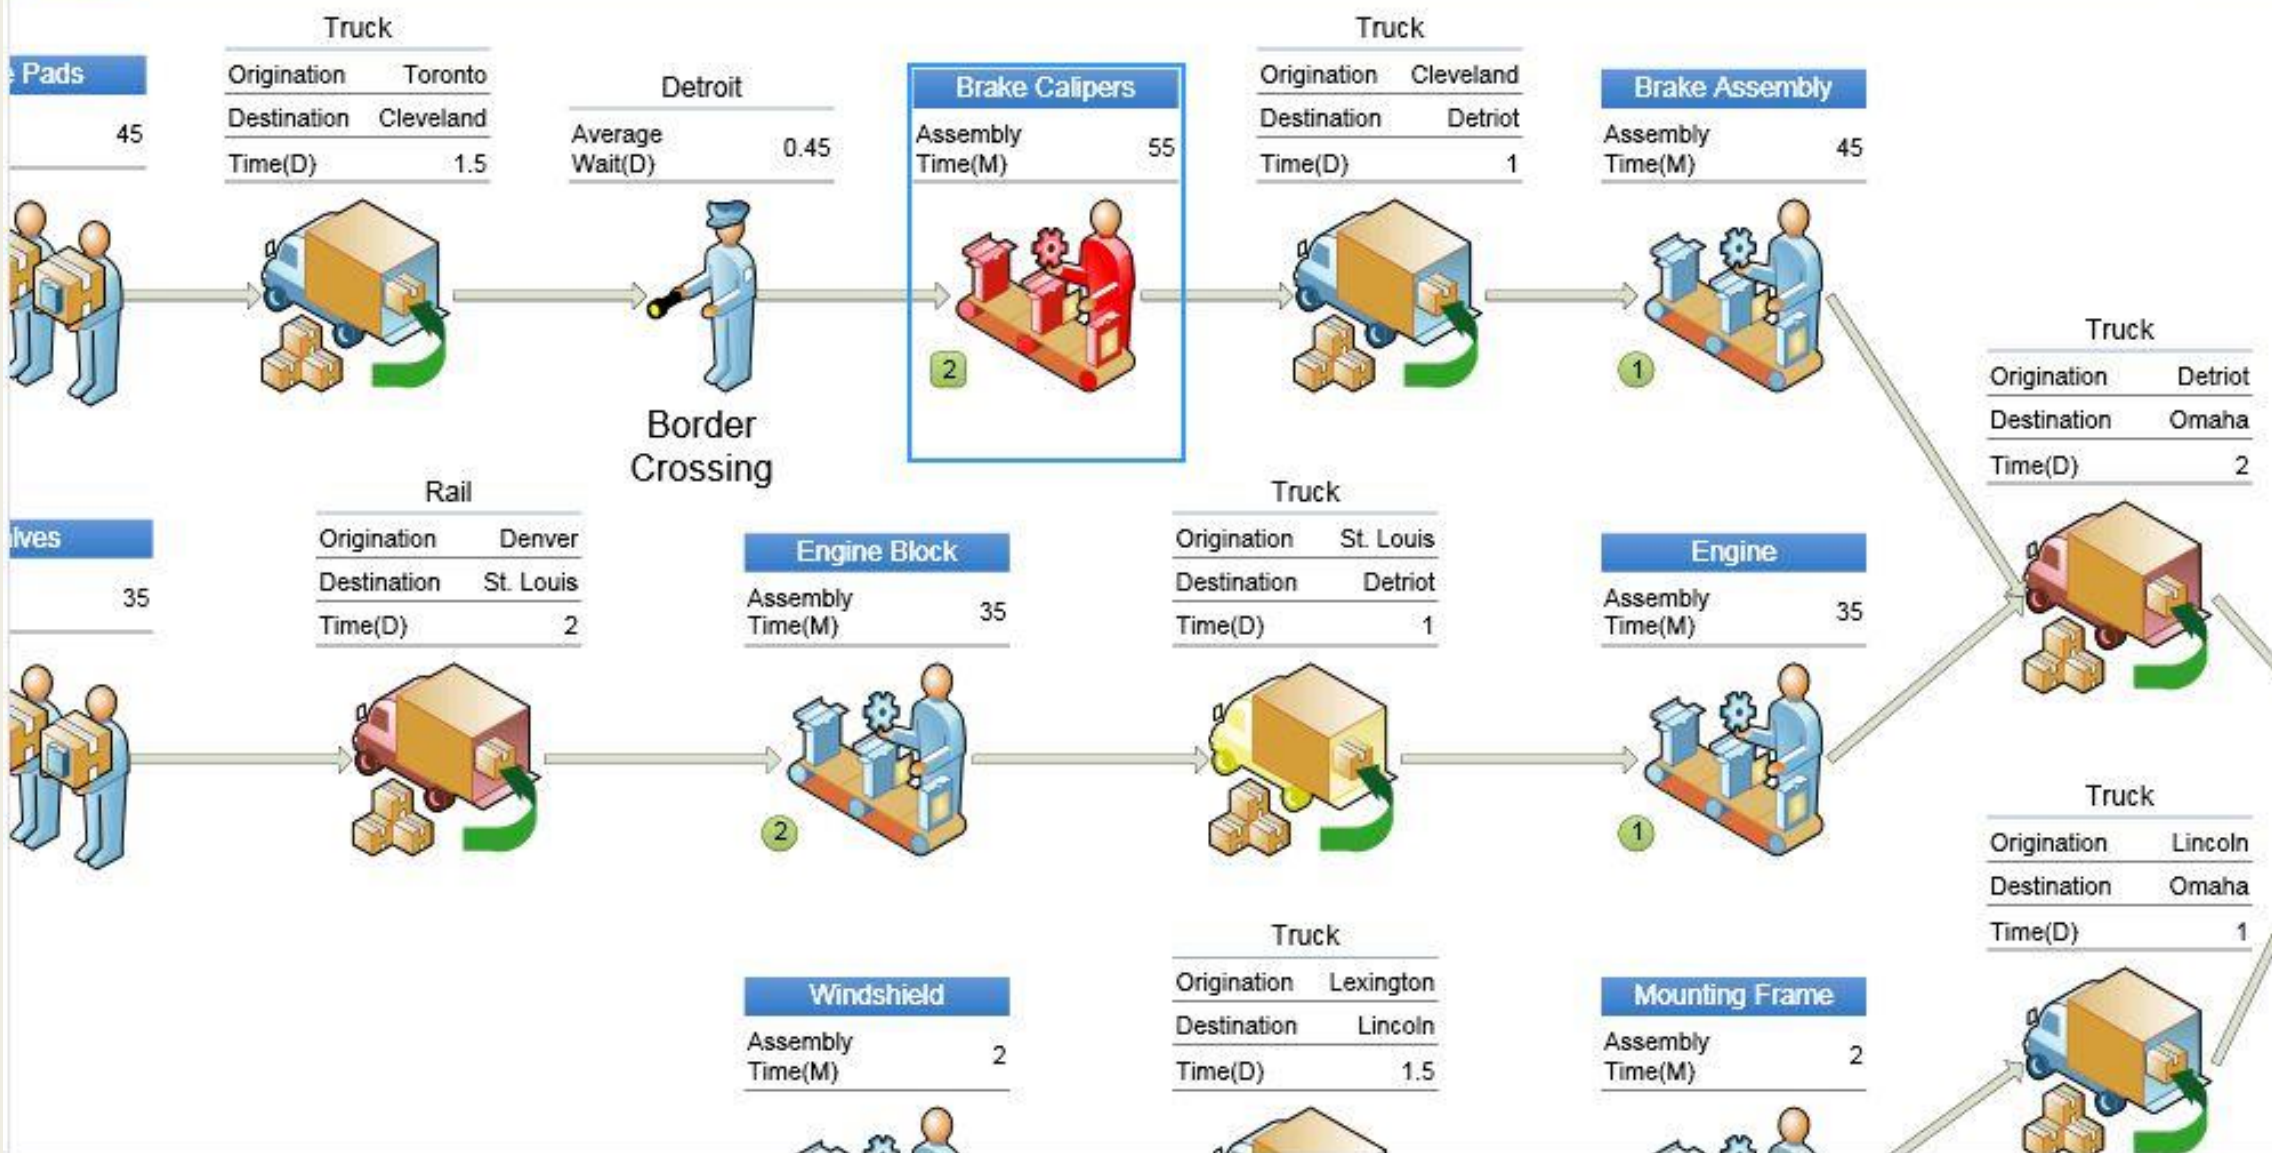 Truck
Origination Toronto
Destination Cleveland
Time(D) 1.5
Pads
45
Detroit
Average
Wait(D) 0.45
Border
Crossing
Brake Calipers
Assembly
Time(M) 55
2
Truck
Origination Cleveland
Destination Detriot
Time(D) 1
Brake Assembly
Assembly
Time(M) 45
1
Truck
Origination Detriot
Destination Omaha
Time(D) 2
lves
35
Rail
Origination Denver
Destination St. Louis
Time(D) 2
Engine Block
Assembly
Time(M) 35
2
Truck
Origination St. Louis
Destination Detriot
Time(D) 1
Engine
Assembly
Time(M) 35
1
Truck
Origination Lincoln
Destination Omaha
Time(D) 1
Windshield
Assembly
Time(M) 2
Truck
Origination Lexington
Destination Lincoln
Time(D) 1.5
Mounting Frame
Assembly
Time(M) 2